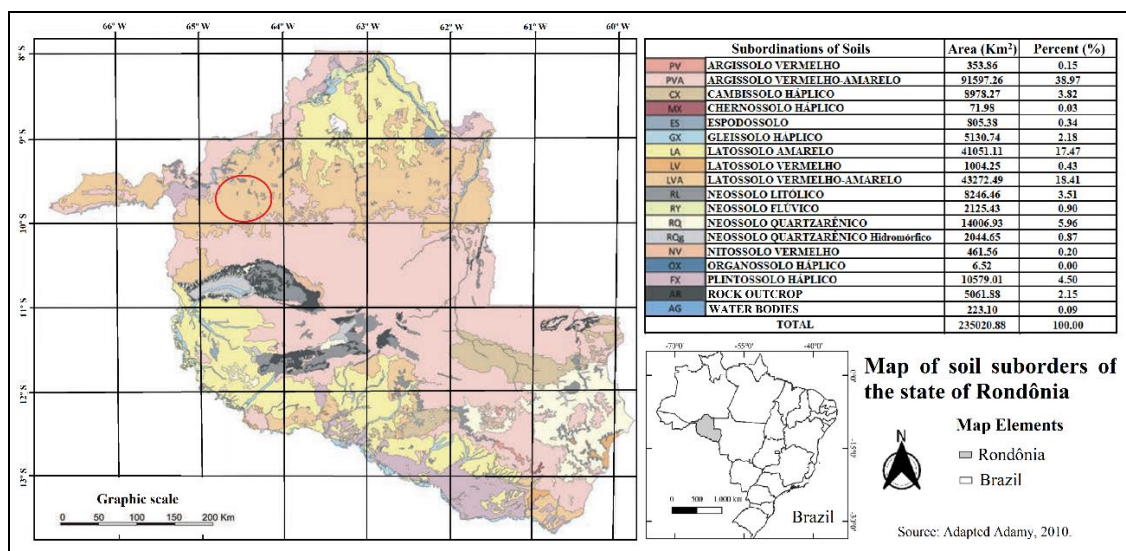 66° W 65° W 64° W 63° W 62° W 61° W 60° W
8°S
9°S
10°S
11°S
12°S
13°S
Graphic scale
0 50 100 150 200 Km
Subordinations of Soils Area (Km²) Percent (%)
PV ARGISSOLO VERMELHO 353.86 0.15
PVA ARGISSOLO VERMELHO-AMARELO 91597.26 38.97
CX CAMBISSOLO HÁPLICO 8978.27 3.82
MX CHERNOSSOLO HÁPLICO 71.98 0.03
ES ESPODOSSOLO 805.38 0.34
GX GLEISSOLO HÁPLICO 5130.74 2.18
LA LATOSSOLO AMARELO 41051.11 17.47
LV LATOSSOLO VERMELHO 1004.25 0.43
LVA LATOSSOLO VERMELHO-AMARELO 43272.49 18.41
RL NEOSSOLO LITÓLICO 8246.46 3.51
RY NEOSSOLO FLÚVICO 2125.43 0.90
RQ NEOSSOLO QUARTZARÊNICO 14006.93 5.96
RQg NEOSSOLO QUARTZARÊNICO Hidromórfico 2044.65 0.87
NV NITOSSOLO VERMELHO 461.56 0.20
OX ORGANOSSOLO HÁPLICO 6.52 0.00
FX PLINTOSSOLO HÁPLICO 10579.01 4.50
AR ROCK OUTCROP 5061.88 2.15
AG WATER BODIES 223.10 0.09
TOTAL 235020.88 100.00
-73°0' -55°0' -40°0'
0°0'
-15°0'
-33°0'
0 500 1.000 km
Brazil
Map of soil suborders of
the state of Rondônia
Map Elements
N
Rondônia
Brazil
Source: Adapted Adamy, 2010.